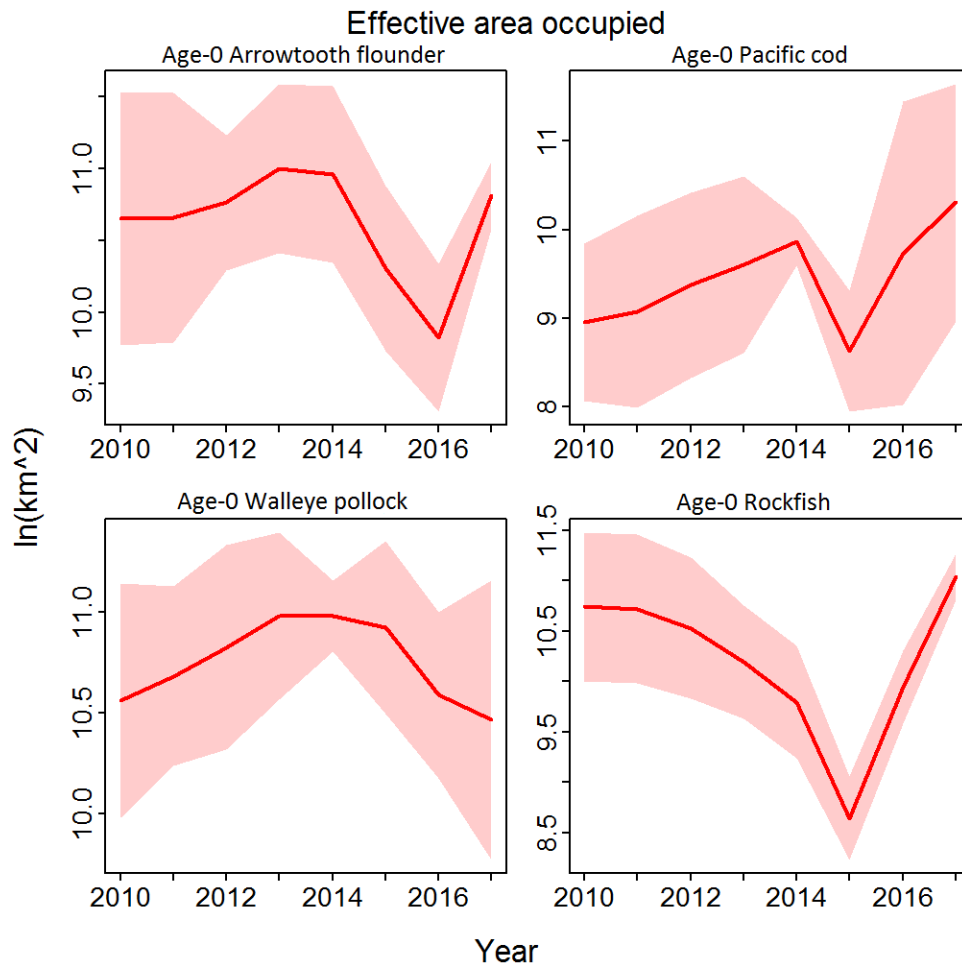 Effective area occupied
Age-0 Arrowtooth flounder
11.0
10.0
9.5
2010 2012 2014 2016
Age-0 Pacific cod
11
10
9
8
2010 2012 2014 2016
ln(km^2)
Age-0 Walleye pollock
11.0
10.5
10.0
2010 2012 2014 2016
Age-0 Rockfish
11.5
10.5
9.5
8.5
2010 2012 2014 2016
Year